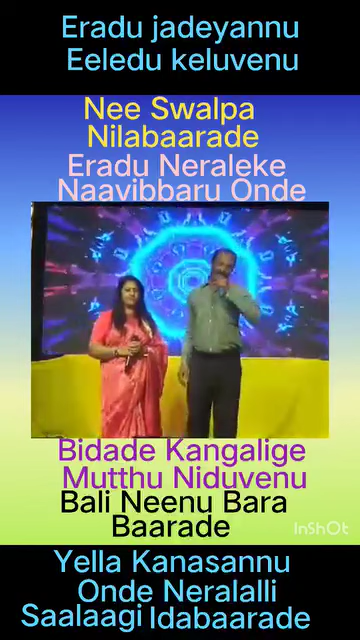 Eradu jadeyannu
Eeledu keluvenu
Nee Swalpa
Nilabaarade
Eradu Neraleke
Naavibbaru Onde
Bidade Kangalige
Mutthu Niduvenu
Bali Neenu Bara
Baarade
InShOt
Yella Kanasannu
Onde Neralalli
Saalaagi Idabaarade